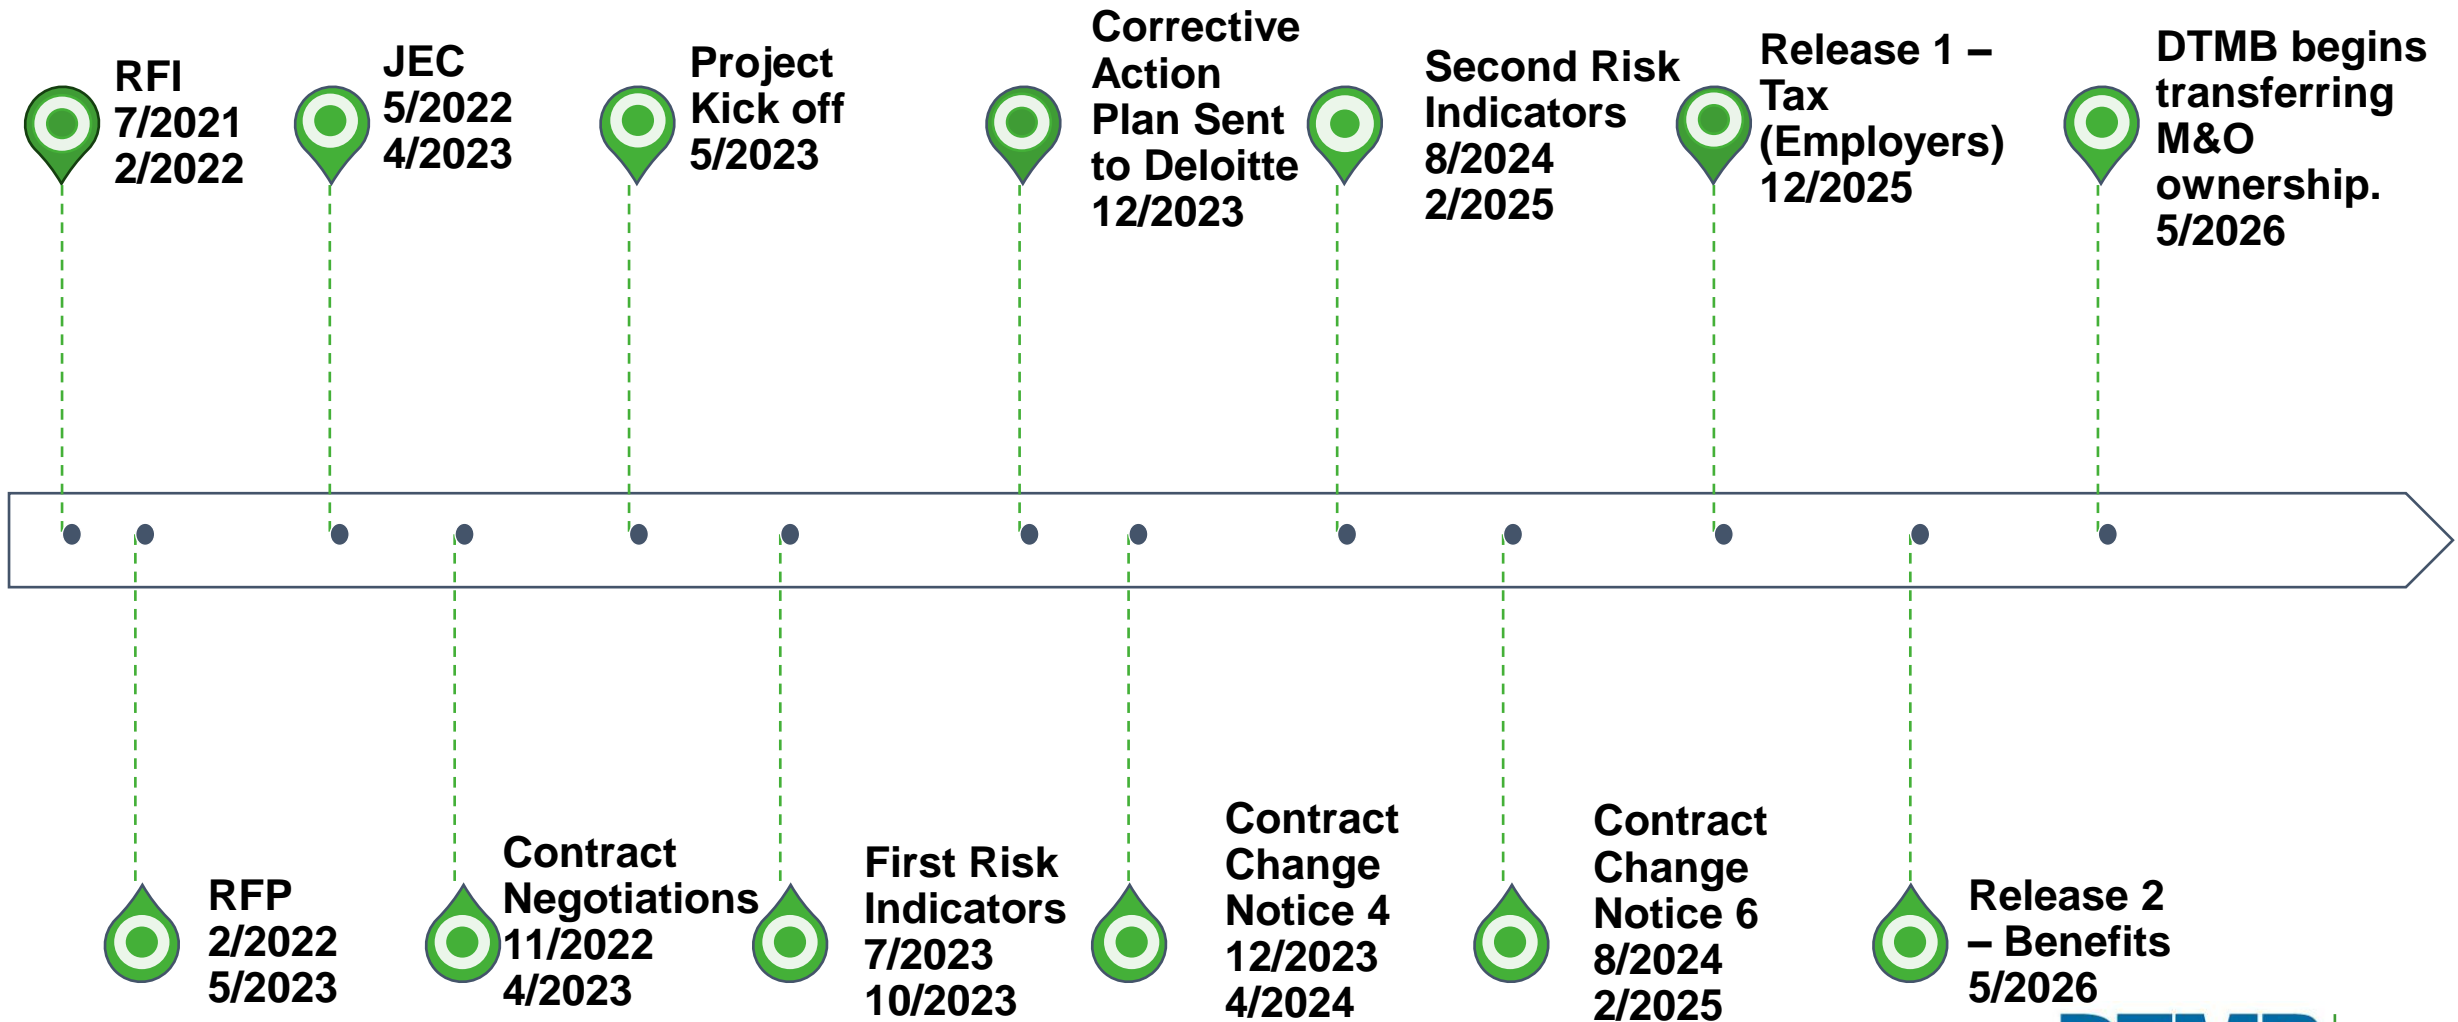 RFI
7/2021
2/2022
JEC
5/2022
4/2023
Project
Kick off
5/2023
Corrective
Action
Plan Sent
to Deloitte
12/2023
Second Risk
Indicators
8/2024
2/2025
Release 1 –
Tax
(Employers)
12/2025
DTMB begins
transferring
M&O
ownership.
5/2026
RFP
2/2022
5/2023
Contract
Negotiations
11/2022
4/2023
First Risk
Indicators
7/2023
10/2023
Contract
Change
Notice 4
12/2023
4/2024
Contract
Change
Notice 6
8/2024
2/2025
Release 2
– Benefits
5/2026